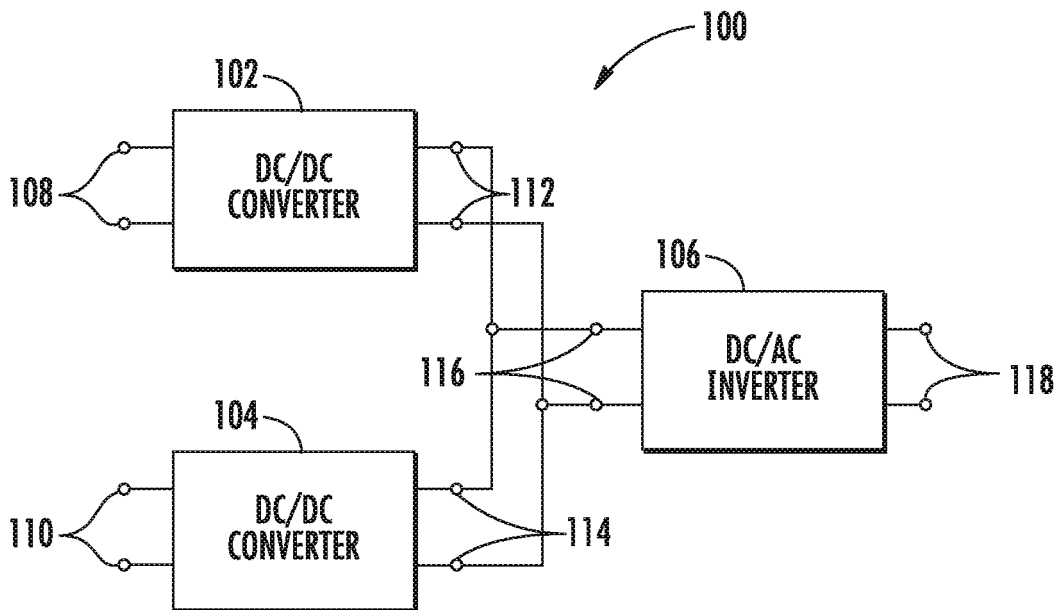 100
102
DC/DC
CONVERTER
108
112
106
DC/AC
INVERTER
116
118
104
DC/DC
CONVERTER
110
114